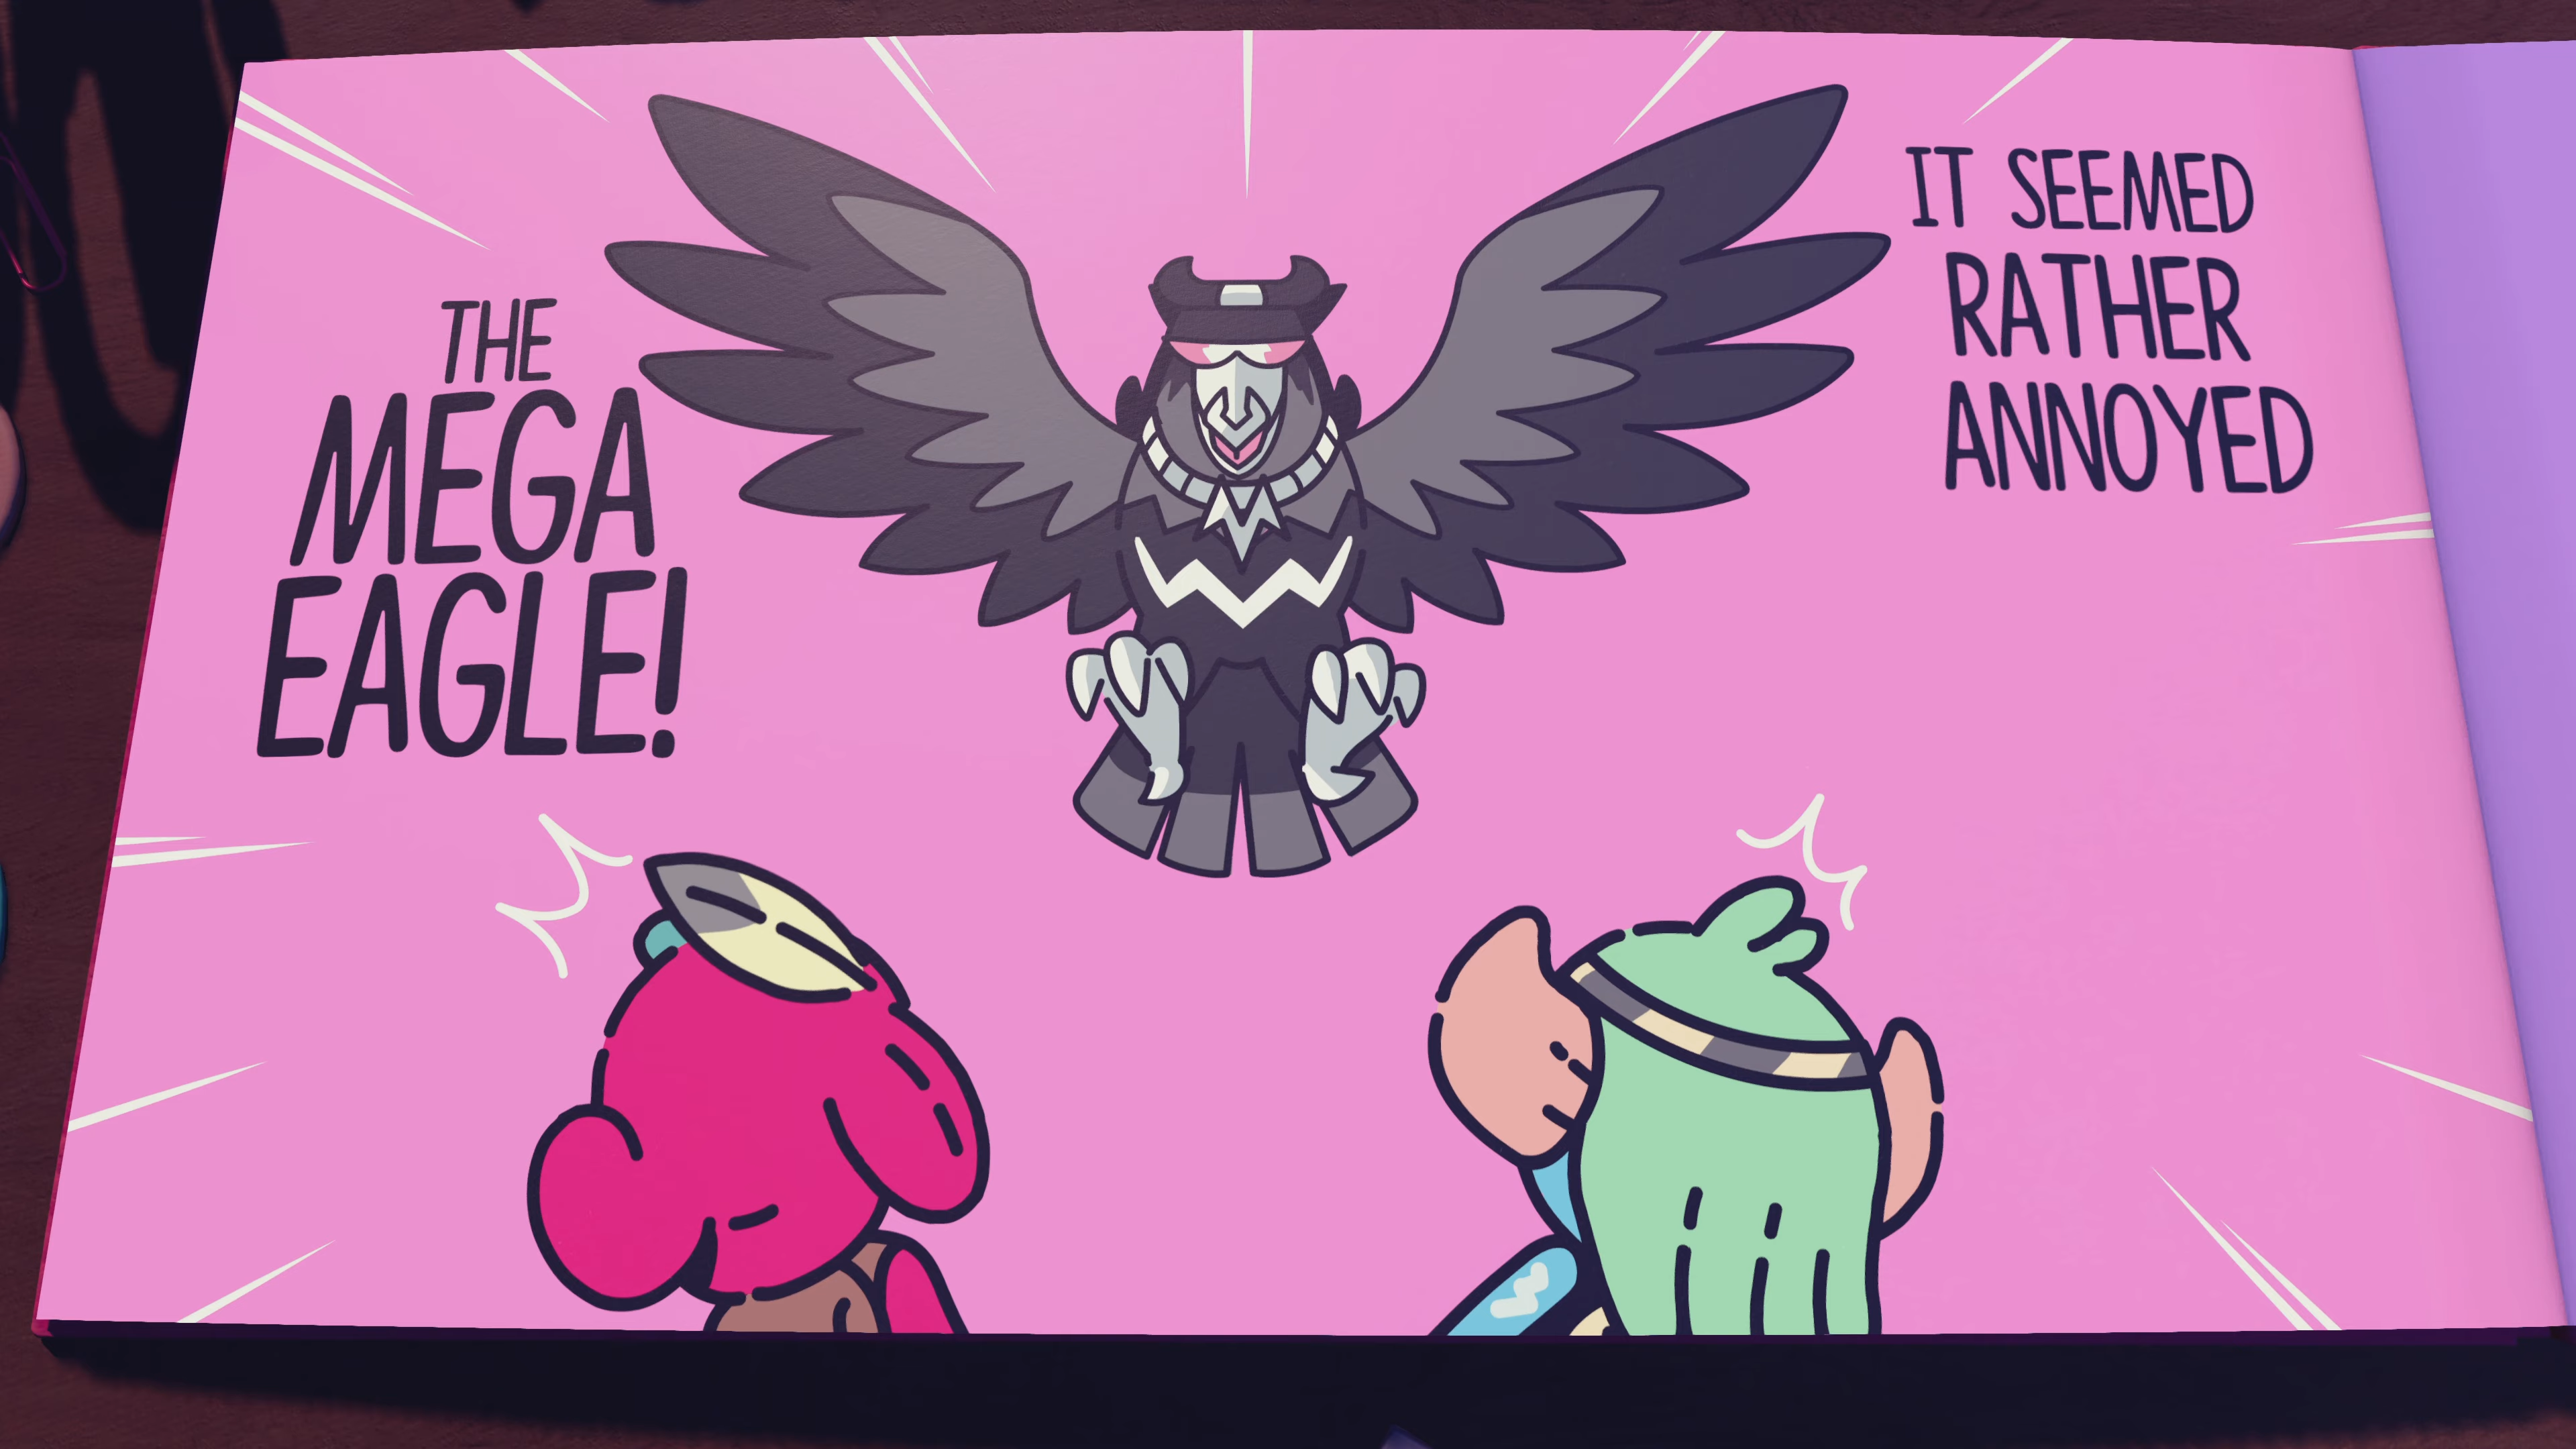 THE
MEGA
EAGLE!
IT SEEMED
RATHER
ANNOYED